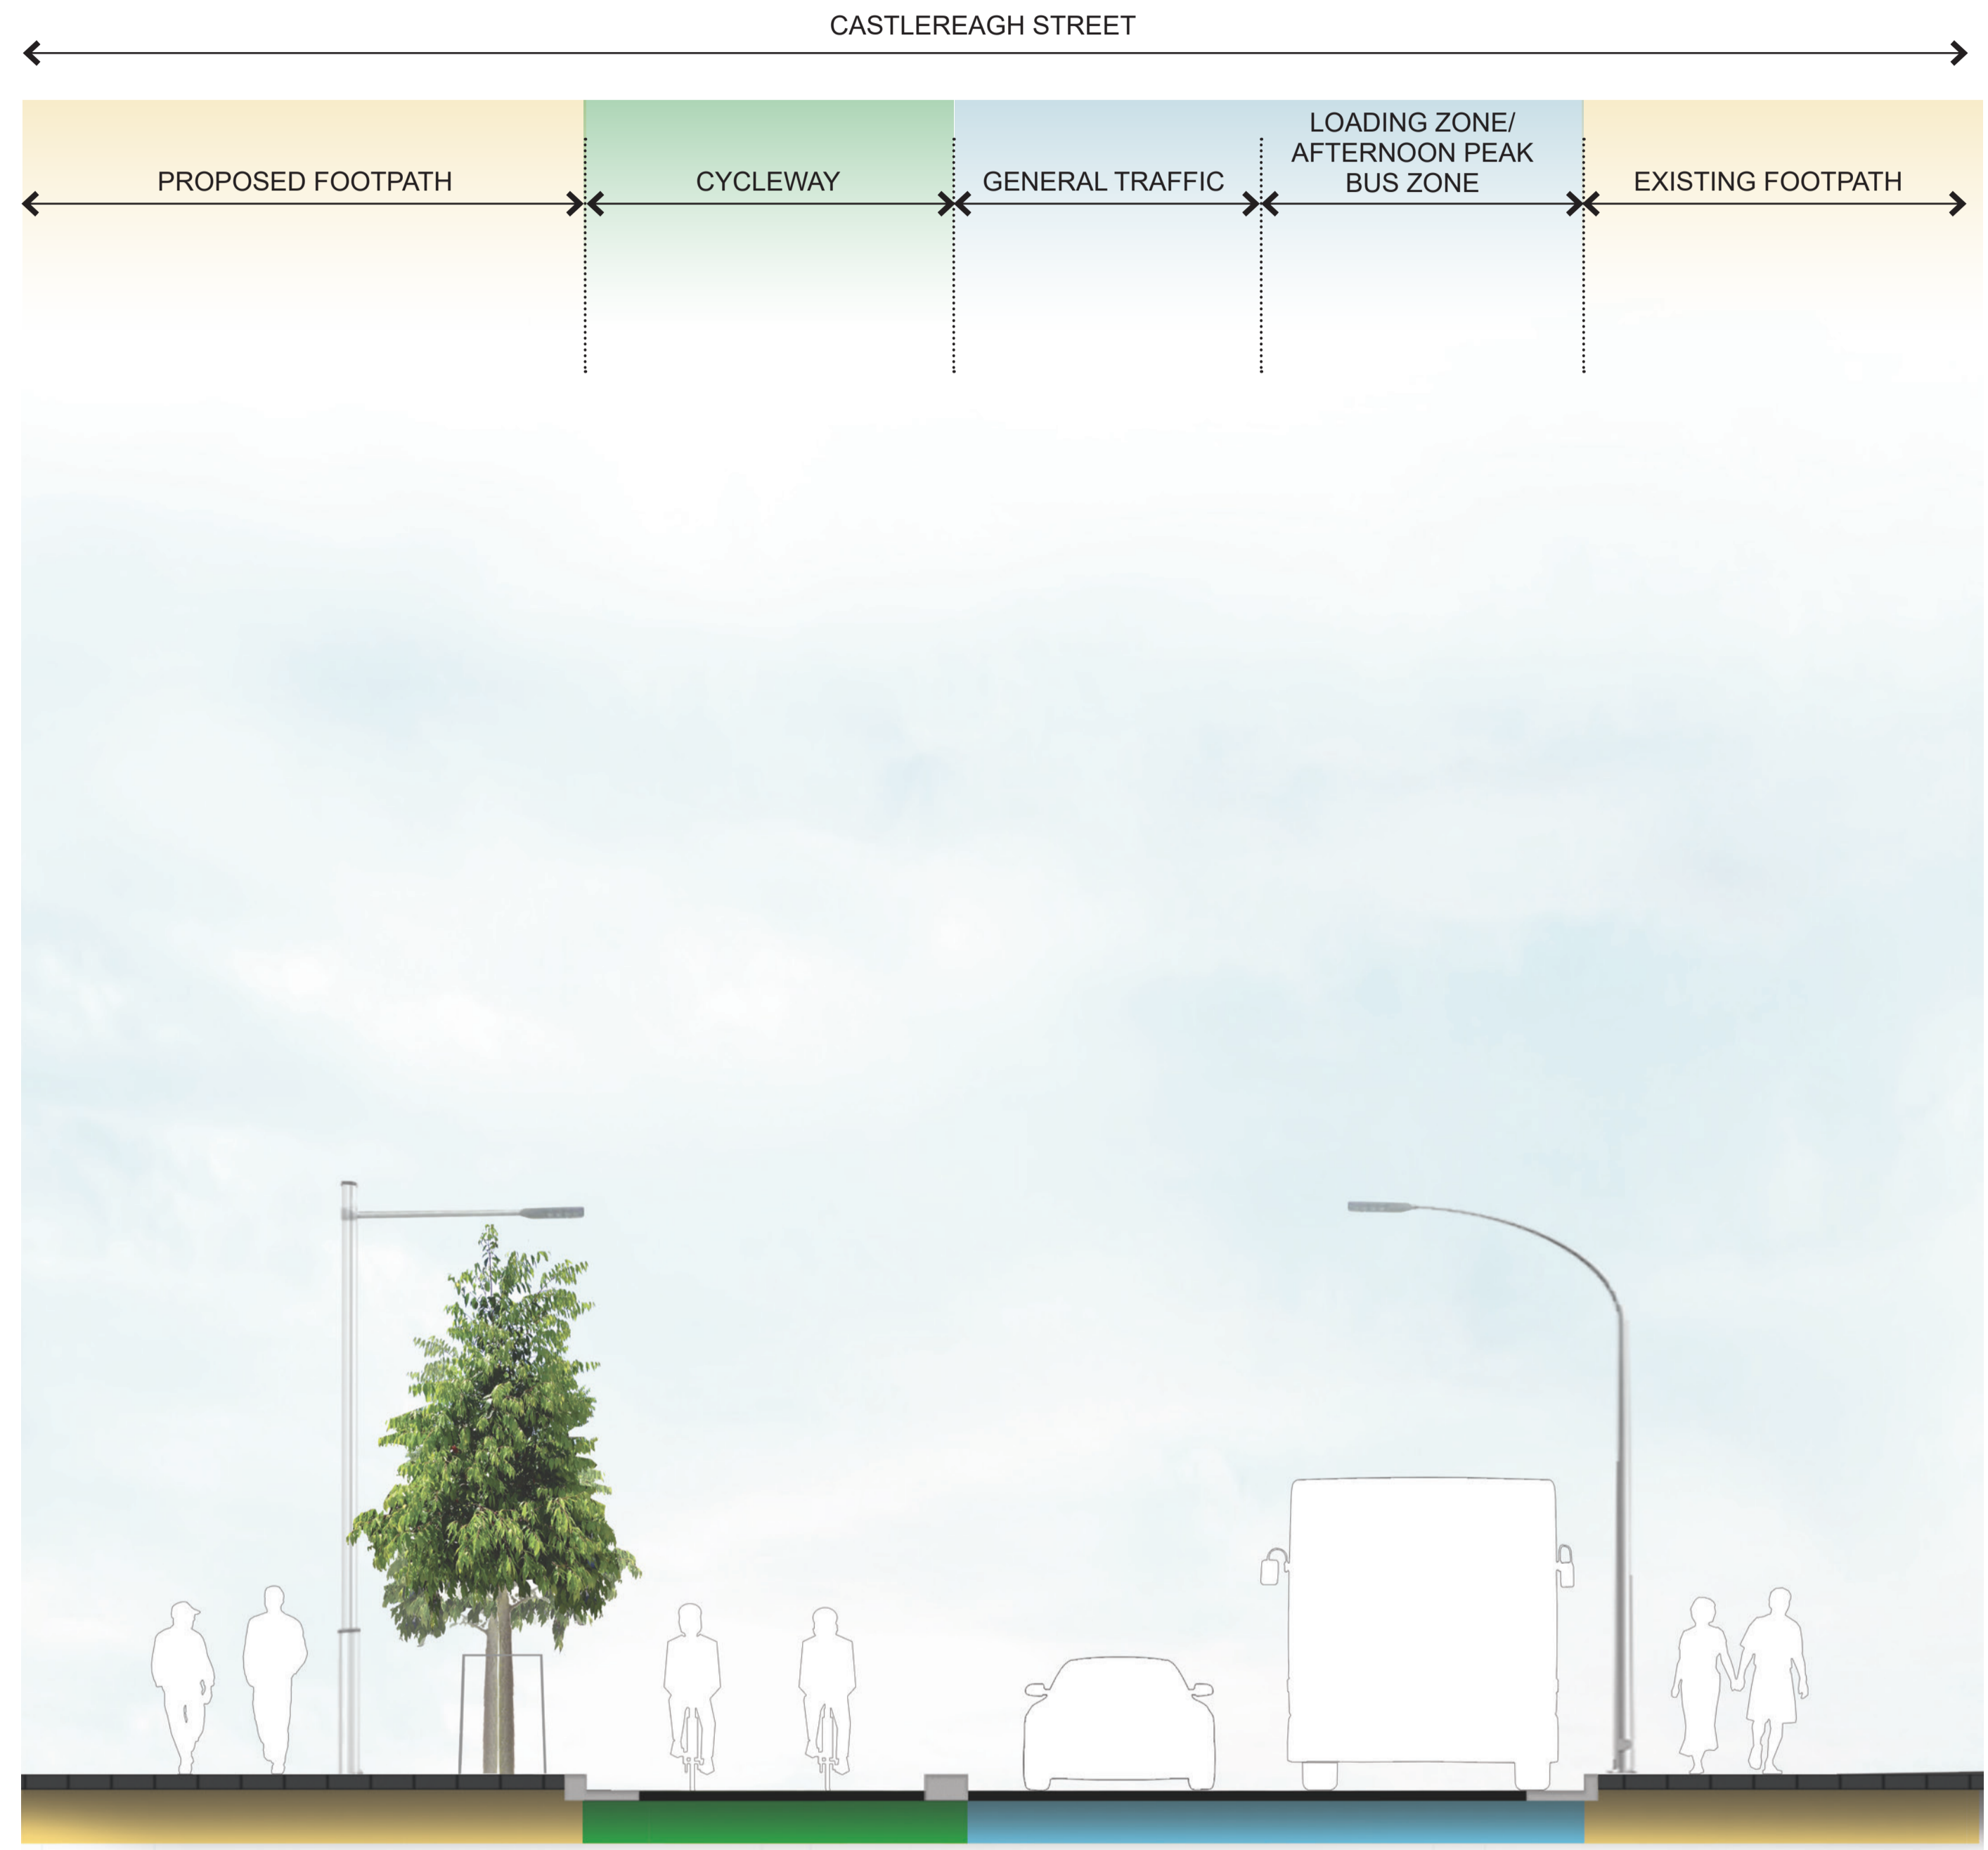 CASTLEREAGH STREET
PROPOSED FOOTPATH
CYCLEWAY
GENERAL TRAFFIC
LOADING ZONE/
AFTERNOON PEAK
BUS ZONE
EXISTING FOOTPATH